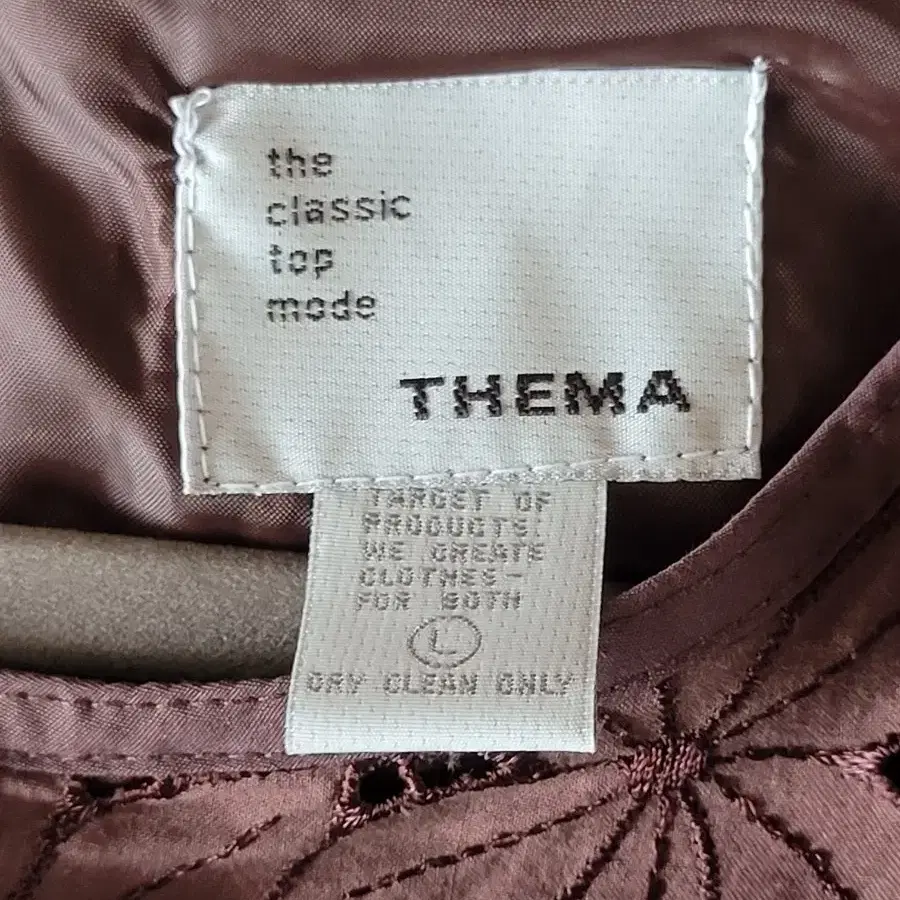 the
classic
top
mode
THEMA
TARGET OF
PRODUCTS:
WE CREATE
CLOTHES-
FOR BOTH
L
DRY CLEAN ONLY